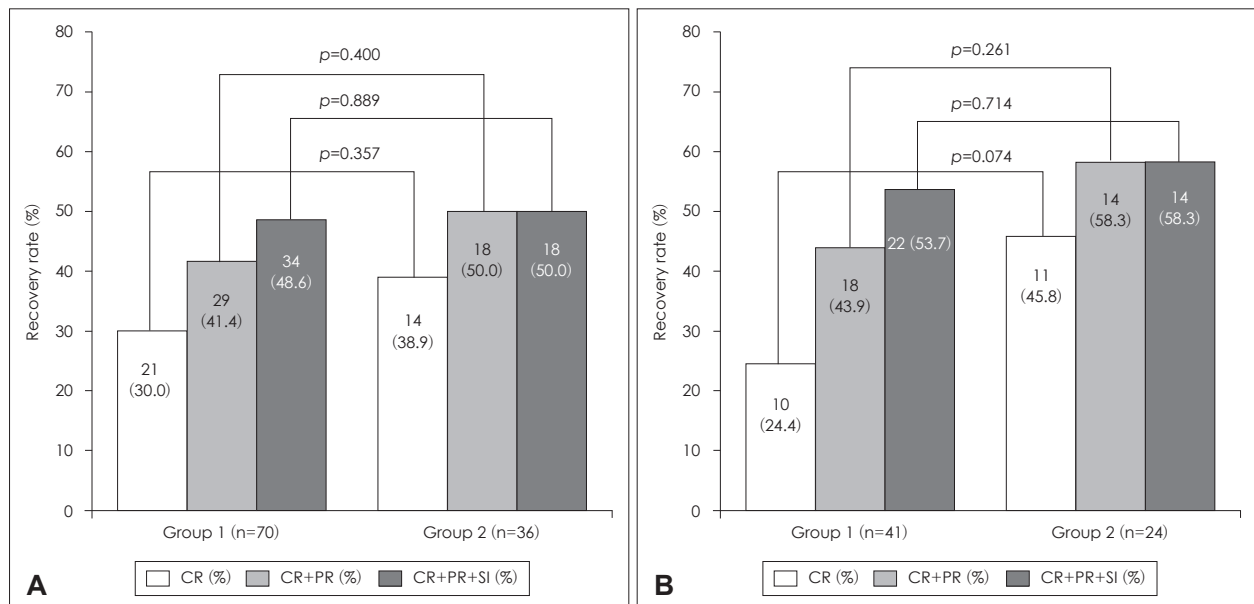 80
70
60
50
40
30
20
10
0
Recovery rate (%)
p=0.400
p=0.889
p=0.357
21
(30.0)
29
(41.4)
34
(48.6)
14
(38.9)
18
(50.0)
18
(50.0)
Group 1 (n=70)
Group 2 (n=36)
A
CR (%)
CR+PR (%)
CR+PR+SI (%)
80
70
60
50
40
30
20
10
0
Recovery rate (%)
p=0.261
p=0.714
p=0.074
10
(24.4)
18
(43.9)
22 (53.7)
11
(45.8)
14
(58.3)
14
(58.3)
Group 1 (n=41)
Group 2 (n=24)
B
CR (%)
CR+PR (%)
CR+PR+SI (%)